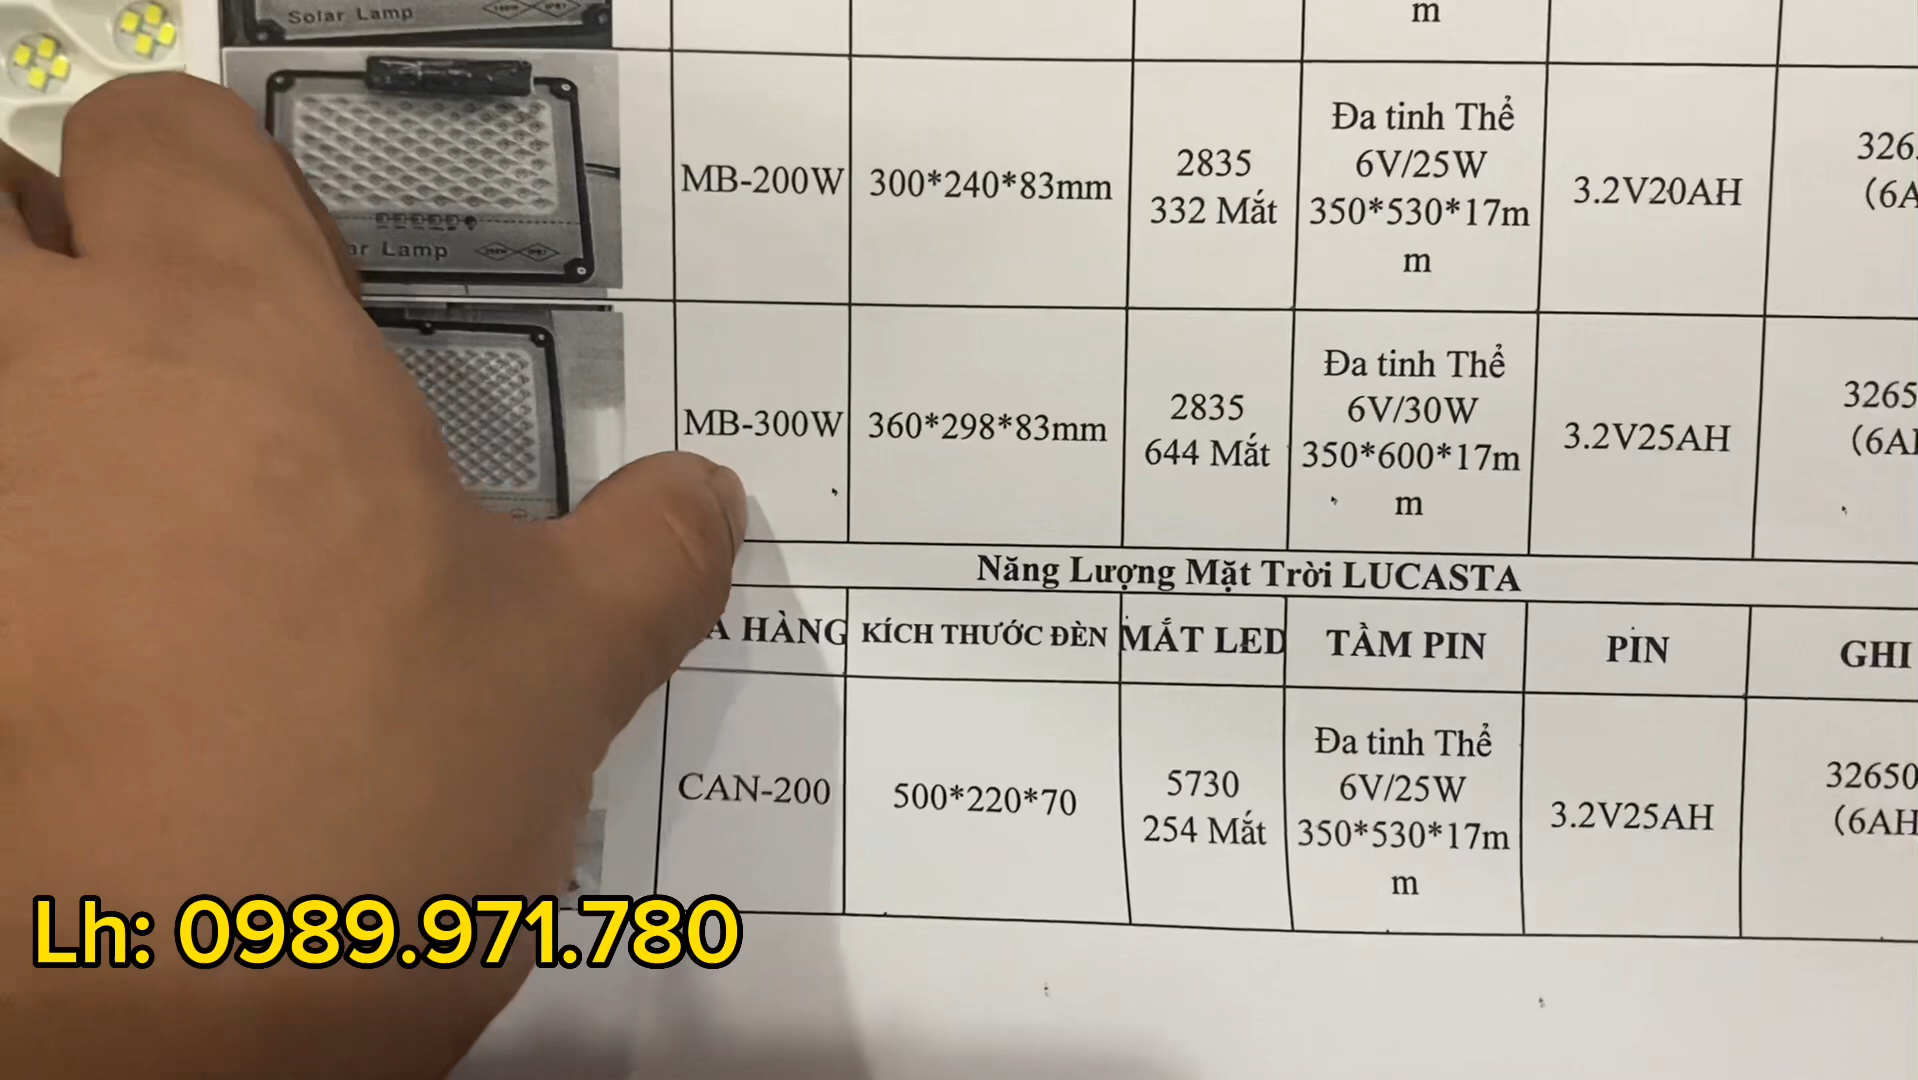 Solar Lamp
m
MB-200W
300*240*83mm
2835
332 Mắt
Đa tinh Thể
6V/25W
350*530*17m
m
3.2V20AH
326
(6A
ar Lamp
MB-300W
360*298*83mm
2835
644 Mắt
Đa tinh Thể
6V/30W
350*600*17m
m
3.2V25AH
3265
(6AH
Năng Lượng Mặt Trời LUCASTA
HÀNG
KÍCH THƯỚC ĐÈN
MẮT LED
TẦM PIN
PIN
GHI
CAN-200
500*220*70
5730
254 Mắt
Đa tinh Thể
6V/25W
350*530*17m
m
3.2V25AH
32650
(6AH
Lh: 0989.971.780